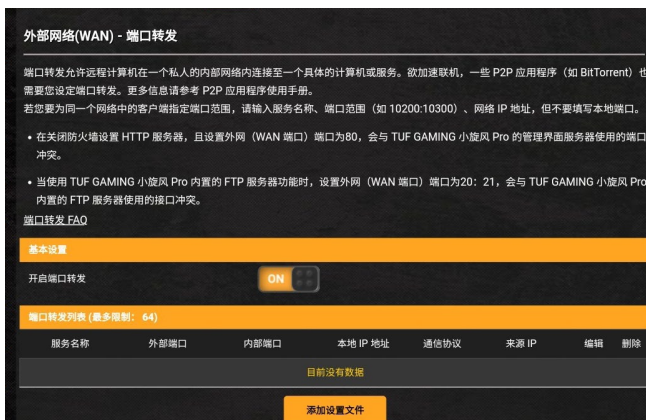 外部网络(WAN) - 端口转发
端口转发允许远程计算机在一个私人的内部网络内连接至一个具体的计算机或服务。欲加速联机，一些 P2P 应用程序（如 BitTorrent）也
需要您设定端口转发。更多信息请参考 P2P 应用程序使用手册。
若您要为同一个网络中的客户端指定端口范围，请输入服务名称、端口范围（如 10200:10300）、网络 IP 地址，但不要填写本地端口。
• 在关闭防火墙设置 HTTP 服务器，且设置外网（WAN 端口）端口为80，会与 TUF GAMING 小旋风 Pro 的管理界面服务器使用的端口
冲突。
• 当使用 TUF GAMING 小旋风 Pro 内置的 FTP 服务器功能时，设置外网（WAN 端口）端口为20：21，会与 TUF GAMING 小旋风 Pro
内置的 FTP 服务器使用的接口冲突。
端口转发 FAQ
基本设置
开启端口转发 ON
端口转发列表 (最多限制： 64)
服务名称 外部端口 内部端口 本地 IP 地址 通信协议 来源 IP 编辑 删除
目前没有数据
添加设置文件